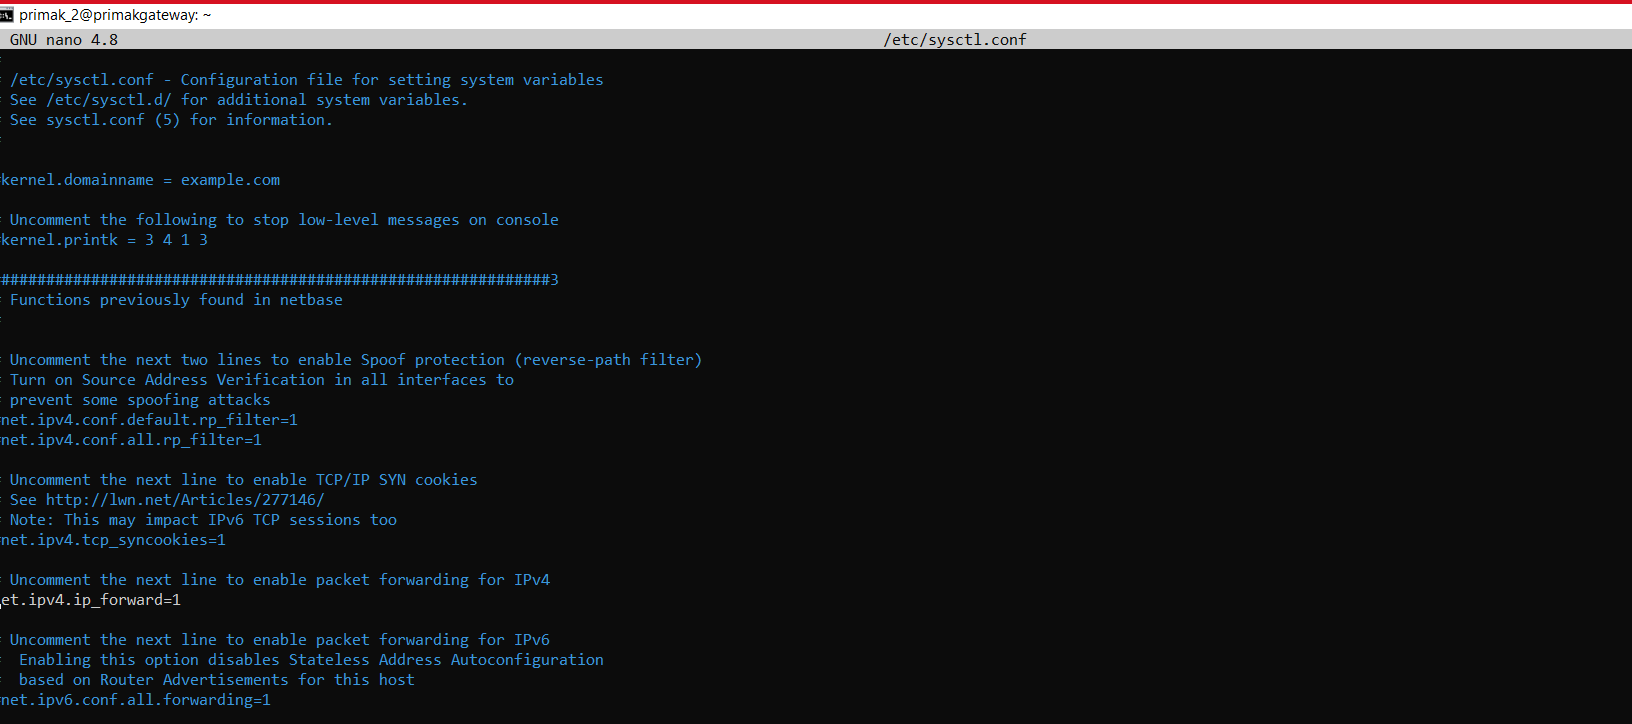 primak_2@primakgateway: ~
GNU nano 4.8 /etc/sysctl.conf
#
# /etc/sysctl.conf - Configuration file for setting system variables
# See /etc/sysctl.d/ for additional system variables.
# See sysctl.conf (5) for information.
#
#kernel.domainname = example.com
# Uncomment the following to stop low-level messages on console
#kernel.printk = 3 4 1 3
##############################################################3
# Functions previously found in netbase
#
# Uncomment the next two lines to enable Spoof protection (reverse-path filter)
# Turn on Source Address Verification in all interfaces to
# prevent some spoofing attacks
#net.ipv4.conf.default.rp_filter=1
#net.ipv4.conf.all.rp_filter=1
# Uncomment the next line to enable TCP/IP SYN cookies
# See http://lwn.net/Articles/277146/
# Note: This may impact IPv6 TCP sessions too
#net.ipv4.tcp_syncookies=1
# Uncomment the next line to enable packet forwarding for IPv4
et.ipv4.ip_forward=1
# Uncomment the next line to enable packet forwarding for IPv6
#  Enabling this option disables Stateless Address Autoconfiguration
#  based on Router Advertisements for this host
#net.ipv6.conf.all.forwarding=1